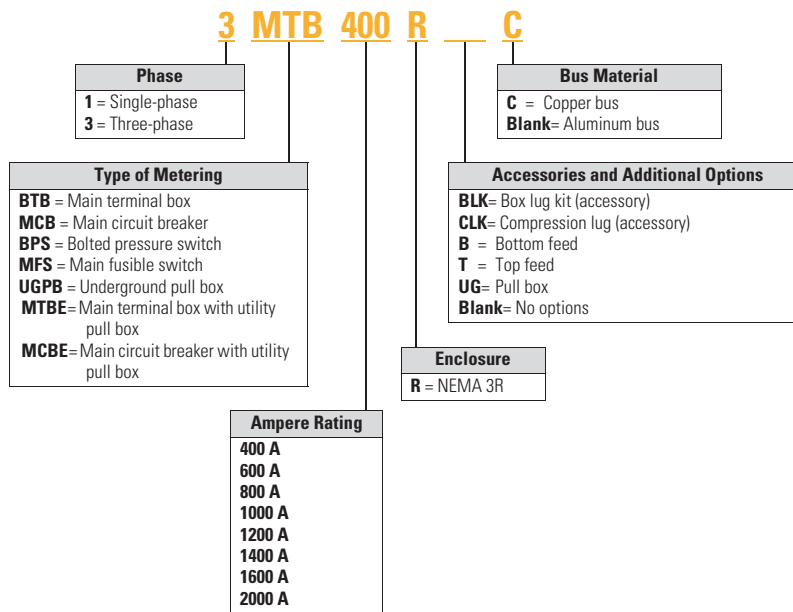 3 MTB 400 R __ C
Phase
1 = Single-phase
3 = Three-phase
Bus Material
C = Copper bus
Blank= Aluminum bus
Type of Metering
BTB = Main terminal box
MCB = Main circuit breaker
BPS = Bolted pressure switch
MFS = Main fusible switch
UGPB = Underground pull box
MTBE= Main terminal box with utility
pull box
MCBE= Main circuit breaker with utility
pull box
Accessories and Additional Options
BLK= Box lug kit (accessory)
CLK= Compression lug (accessory)
B = Bottom feed
T = Top feed
UG= Pull box
Blank= No options
Enclosure
R = NEMA 3R
Ampere Rating
400 A
600 A
800 A
1000 A
1200 A
1400 A
1600 A
2000 A